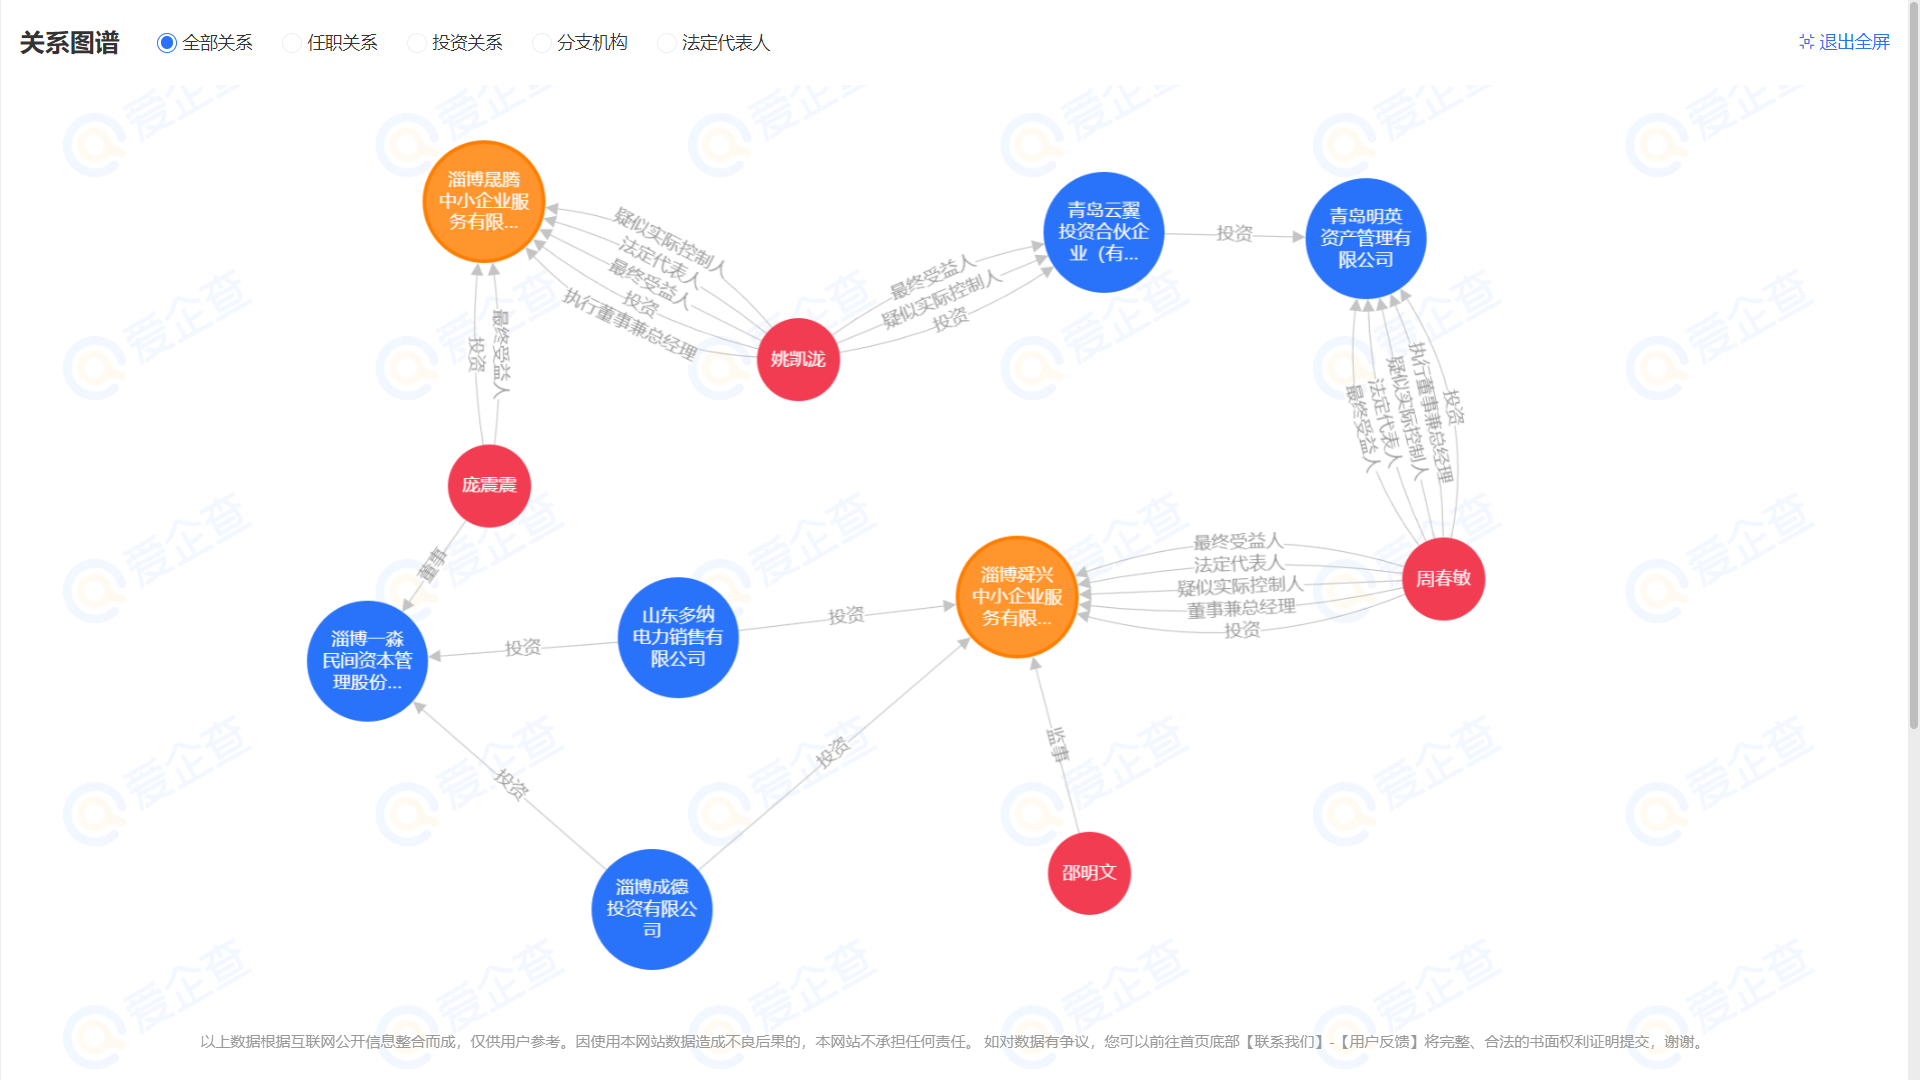 关系图谱
全部关系
任职关系
投资关系
分支机构
法定代表人
退出全屏
淄博晟腾
中小企业服
务有限...
疑似实际控制人
法定代表人
最终受益人
投资
执行董事兼总经理
姚凯泷
最终受益人
疑似实际控制人
投资
青岛云翼
投资合伙企
业（有...
投资
青岛明英
资产管理有
限公司
投资
最终受益人
庞震震
董事
投资
执行董事兼总经理
疑似实际控制人
法定代表人
最终受益人
周春敏
最终受益人
法定代表人
疑似实际控制人
董事兼总经理
投资
淄博舜兴
中小企业服
务有限...
投资
山东多纳
电力销售有
限公司
投资
淄博一淼
民间资本管
理股份...
投资
投资
监事
邵明文
淄博成德
投资有限公
司
以上数据根据互联网公开信息整合而成，仅供用户参考。因使用本网站数据造成不良后果的，本网站不承担任何责任。 如对数据有争议，您可以前往首页底部【联系我们】-【用户反馈】将完整、合法的书面权利证明提交，谢谢。
爱企查